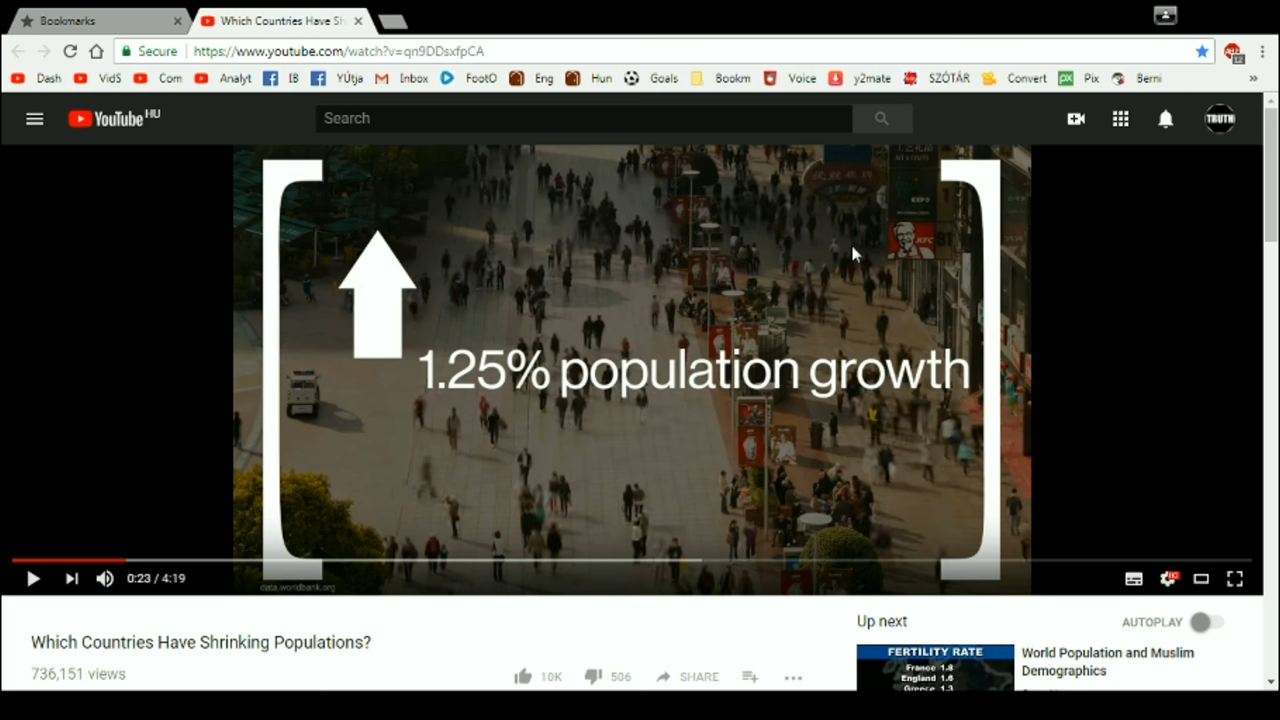 Bookmarks
Which Countries Have Sh
Secure
https://www.youtube.com/watch?v=qn9DDsxfpCA
12
Dash
VidS
Com
Analyt
IB
YÚtja
Inbox
FootO
Eng
Hun
Goals
Bookm
Voice
y2mate
SZÓTÁR
Convert
Pix
Berni
»
YouTube HU
Search
TRUTH
KFC
1.25% population growth
data.worldbank.org
0:23 / 4:19
HD
Which Countries Have Shrinking Populations?
736,151 views
10K
506
SHARE
Up next
AUTOPLAY
FERTILITY RATE
France 1.8
England 1.6
Greece 1.3
World Population and Muslim
Demographics